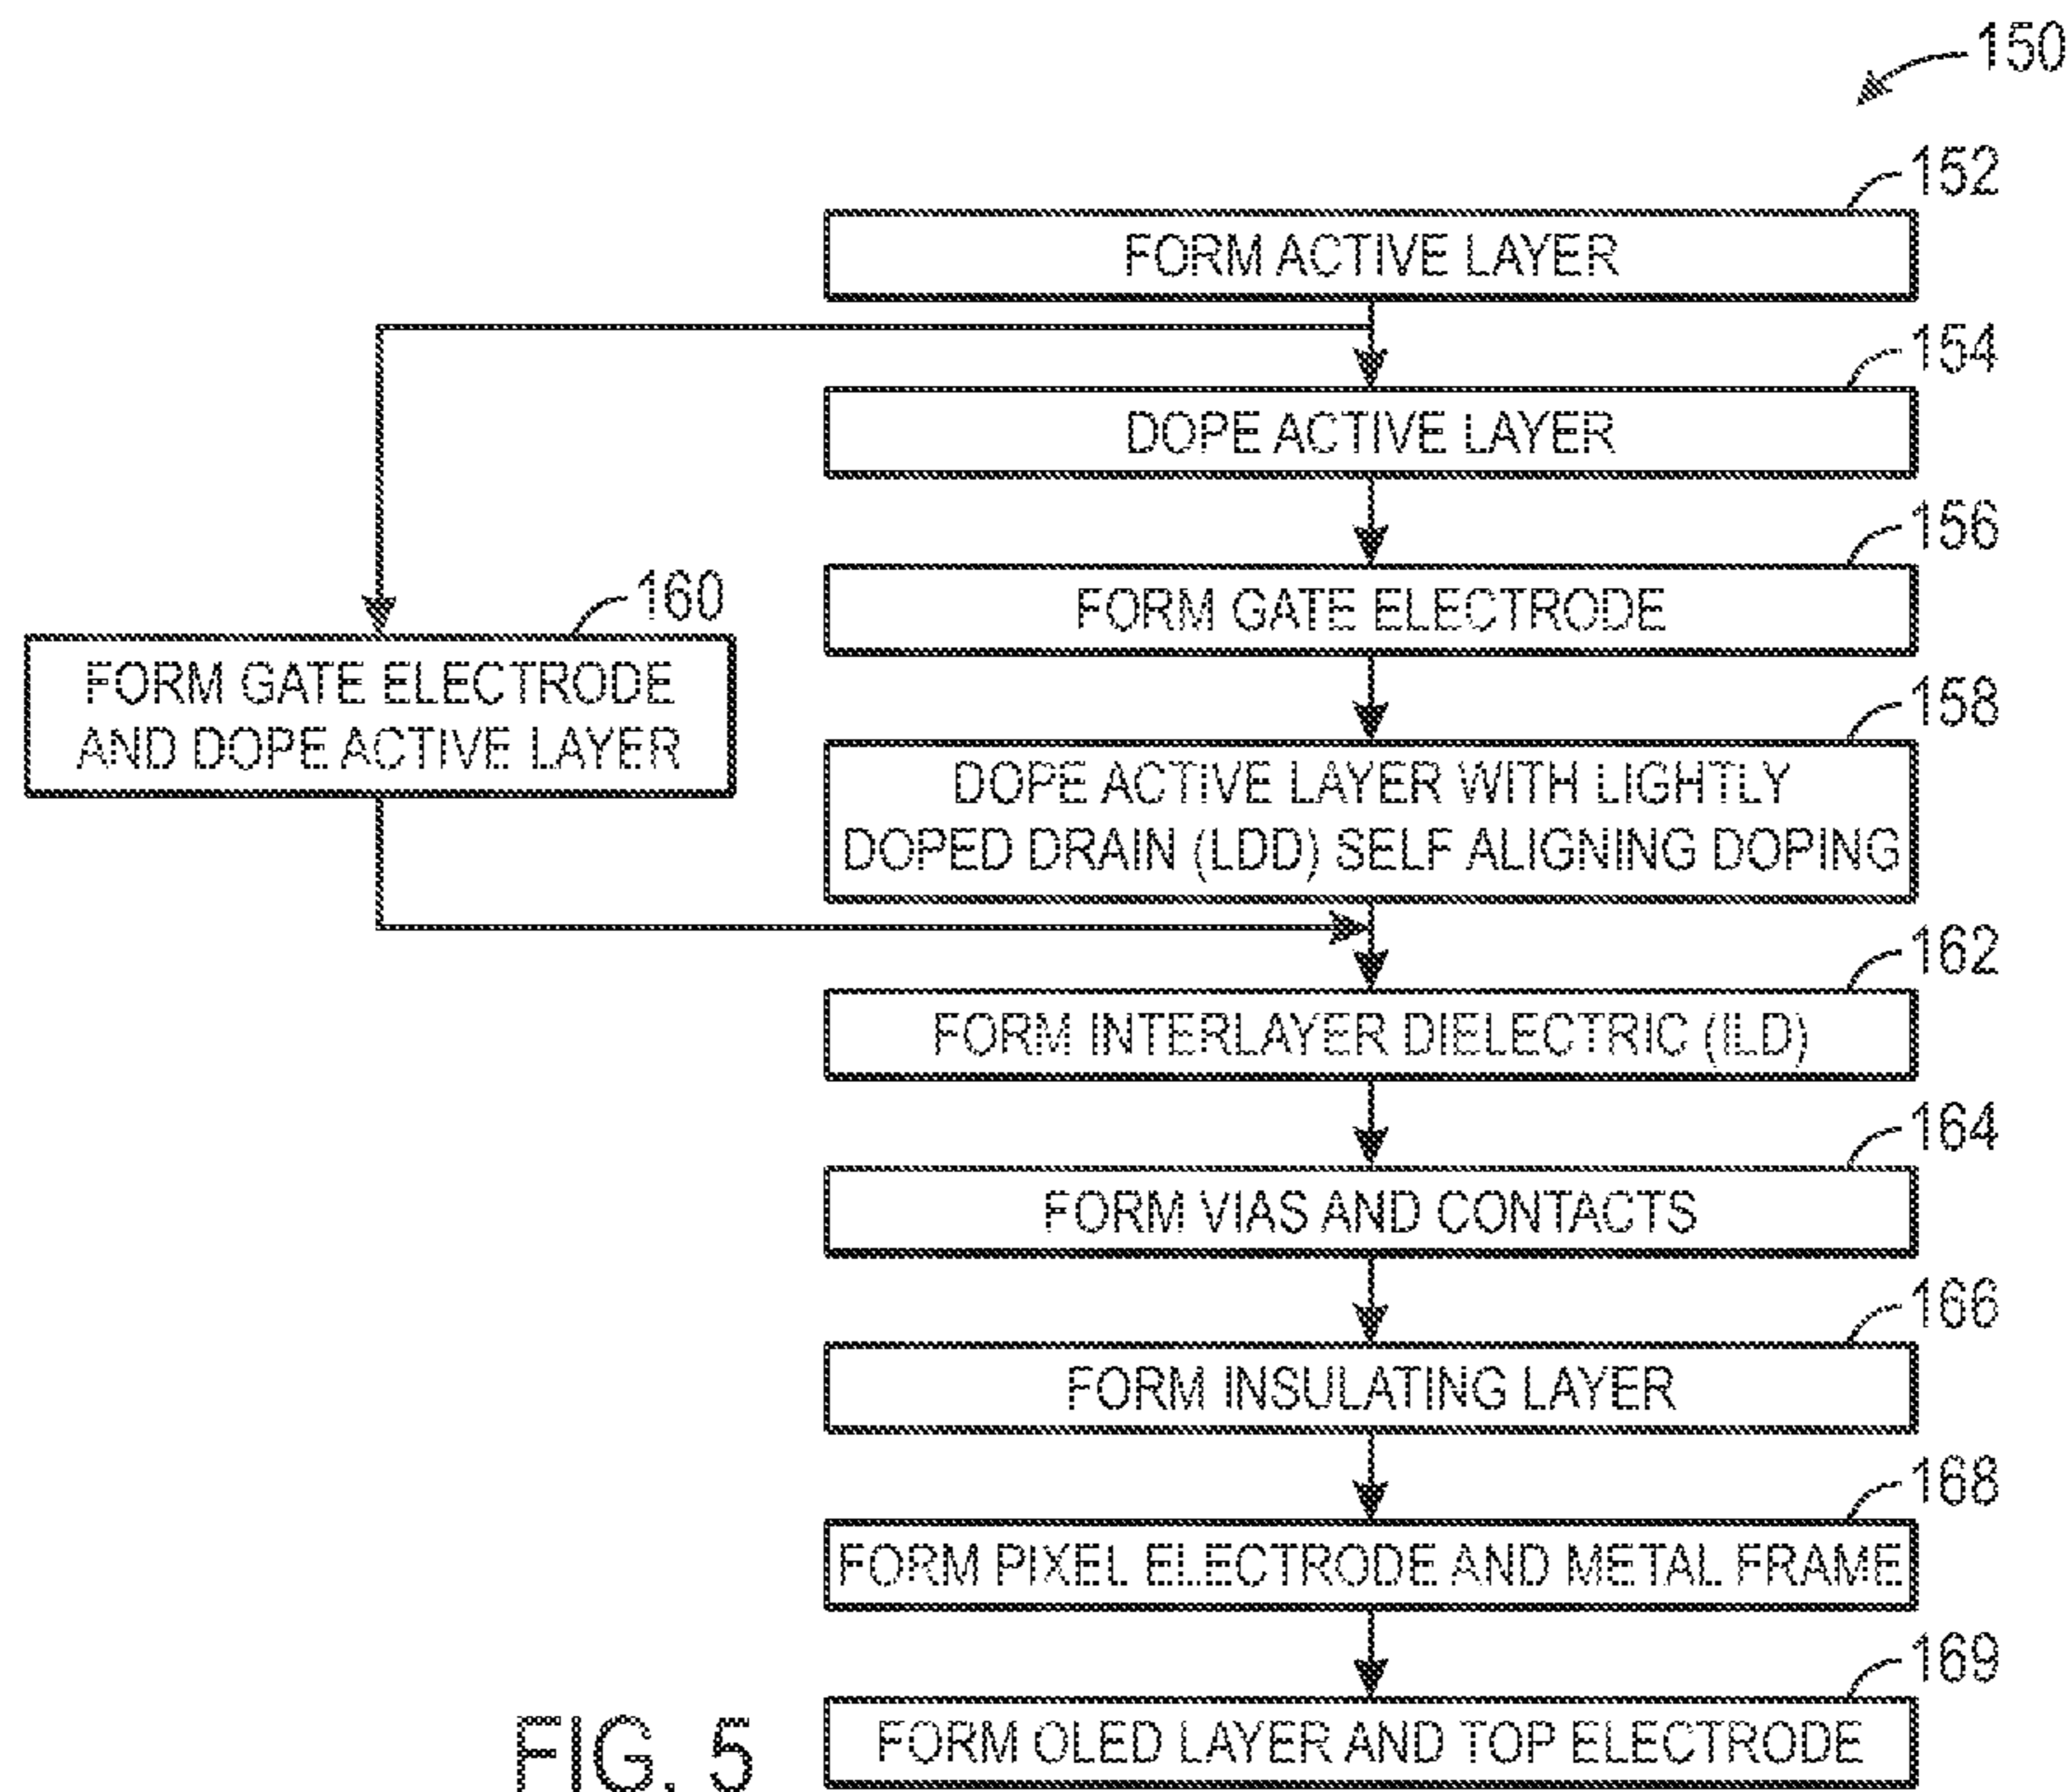 150
152
FORM ACTIVE LAYER
154
DOPE ACTIVE LAYER
156
FORM GATE ELECTRODE
160
FORM GATE ELECTRODE
AND DOPE ACTIVE LAYER
158
DOPE ACTIVE LAYER WITH LIGHTLY
DOPED DRAIN (LDD) SELF ALIGNING DOPING
162
FORM INTERLAYER DIELECTRIC (ILD)
164
FORM VIAS AND CONTACTS
166
FORM INSULATING LAYER
168
FORM PIXEL ELECTRODE AND METAL FRAME
169
FORM OLED LAYER AND TOP ELECTRODE
FIG. 5